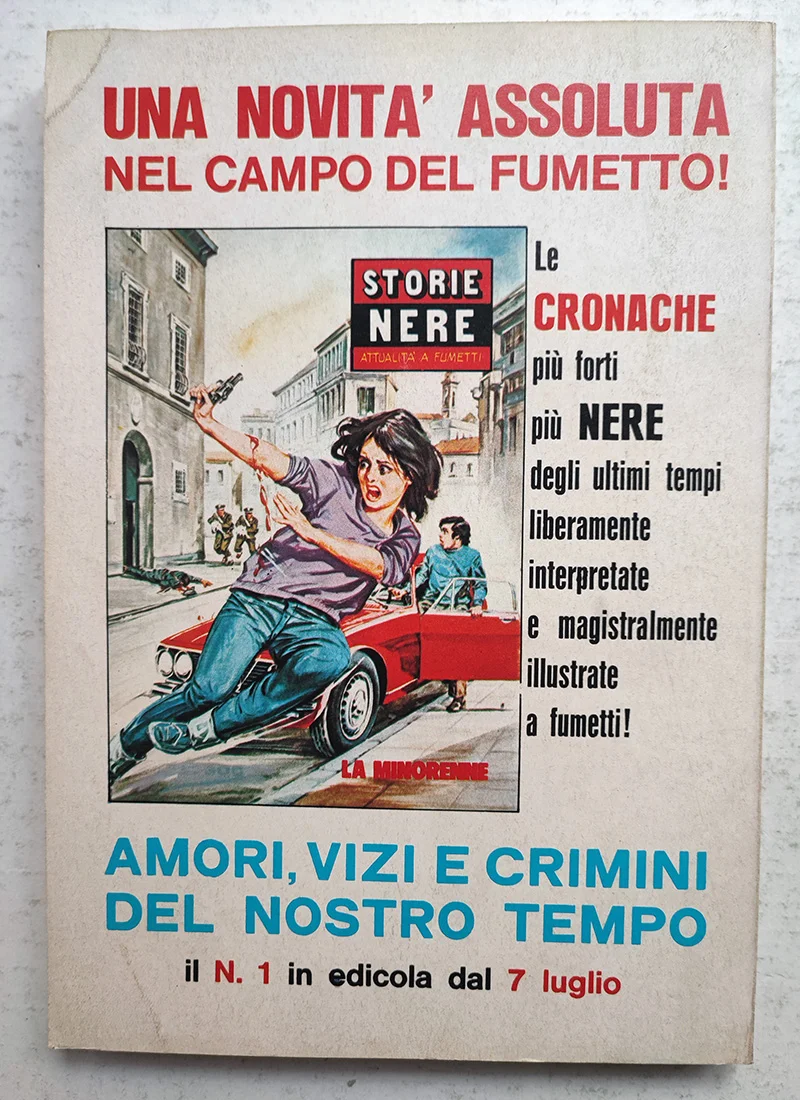 UNA NOVITA' ASSOLUTA
NEL CAMPO DEL FUMETTO!
STORIE
NERE
ATTUALITA' A FUMETTI
LA MINORENNE
Le
CRONACHE
più forti
più NERE
degli ultimi tempi
liberamente
interpretate
e magistralmente
illustrate
a fumetti!
AMORI, VIZI E CRIMINI
DEL NOSTRO TEMPO
il N. 1 in edicola dal 7 luglio